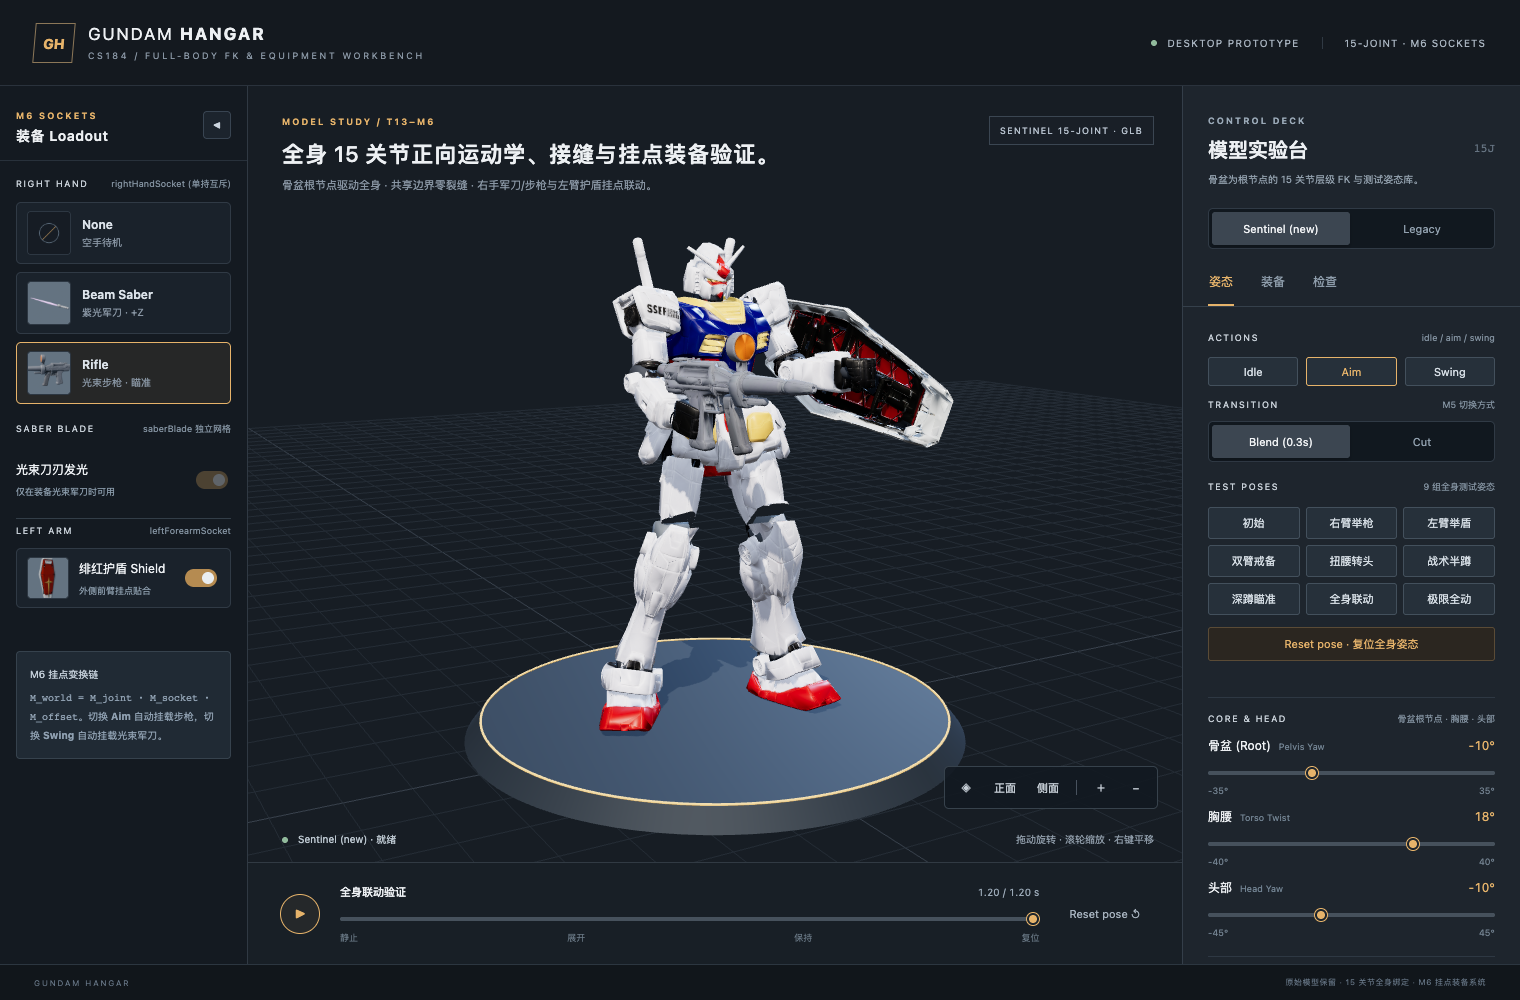 GH
GUNDAM HANGAR
CS184 / FULL-BODY FK & EQUIPMENT WORKBENCH
DESKTOP PROTOTYPE
15-JOINT · M6 SOCKETS
M6 SOCKETS
装备 Loadout
RIGHT HAND
rightHandSocket (单持互斥)
None
空手待机
Beam Saber
紫光军刀 · +Z
Rifle
光束步枪 · 瞄准
SABER BLADE
saberBlade 独立网格
光束刀刃发光
仅在装备光束军刀时可用
LEFT ARM
leftForearmSocket
绯红护盾 Shield
外侧前臂挂点贴合
M6 挂点变换链
M_world = M_joint · M_socket ·
M_offset。切换 Aim 自动挂载步枪，切
换 Swing 自动挂载光束军刀。
MODEL STUDY / T13–M6
SENTINEL 15-JOINT · GLB
全身 15 关节正向运动学、接缝与挂点装备验证。
骨盆根节点驱动全身 · 共享边界零裂缝 · 右手军刀/步枪与左臂护盾挂点联动。
正面
侧面
+
−
Sentinel (new) · 就绪
拖动旋转 · 滚轮缩放 · 右键平移
全身联动验证
1.20 / 1.20 s
Reset pose ↺
静止
展开
保持
复位
CONTROL DECK
模型实验台
15J
骨盆为根节点的 15 关节层级 FK 与测试姿态库。
Sentinel (new)
Legacy
姿态
装备
检查
ACTIONS
idle / aim / swing
Idle
Aim
Swing
TRANSITION
M5 切换方式
Blend (0.3s)
Cut
TEST POSES
9 组全身测试姿态
初始
右臂举枪
左臂举盾
双臂戒备
扭腰转头
战术半蹲
深蹲瞄准
全身联动
极限全动
Reset pose · 复位全身姿态
CORE & HEAD
骨盆根节点 · 胸腰 · 头部
骨盆 (Root) Pelvis Yaw
-10°
-35°
35°
胸腰 Torso Twist
18°
-40°
40°
头部 Head Yaw
-10°
-45°
45°
GUNDAM HANGAR
原始模型保留 · 15 关节全身绑定 · M6 挂点装备系统